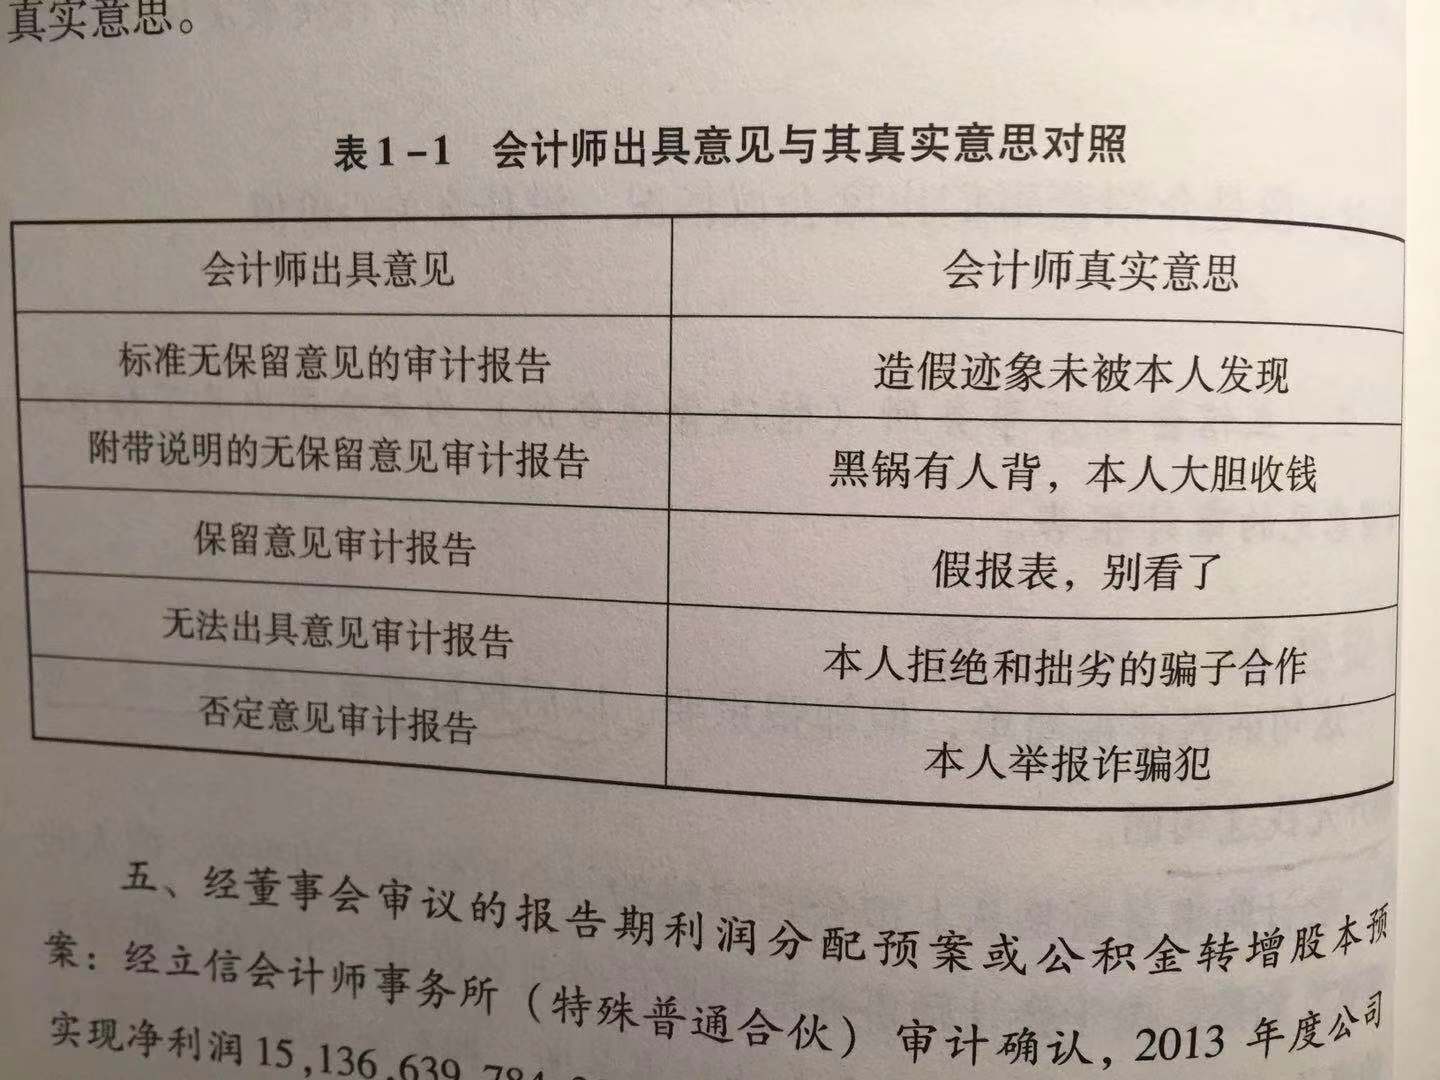 真实意思。
表1-1 会计师出具意见与其真实意思对照
会计师出具意见 会计师真实意思
标准无保留意见的审计报告 造假迹象未被本人发现
附带说明的无保留意见审计报告 黑锅有人背，本人大胆收钱
保留意见审计报告 假报表，别看了
无法出具意见审计报告 本人拒绝和拙劣的骗子合作
否定意见审计报告 本人举报诈骗犯
五、经董事会审议的报告期利润分配预案或公积金转增股本预
案：经立信会计师事务所（特殊普通合伙）审计确认，2013 年度公司
实现净利润15,136,639,784